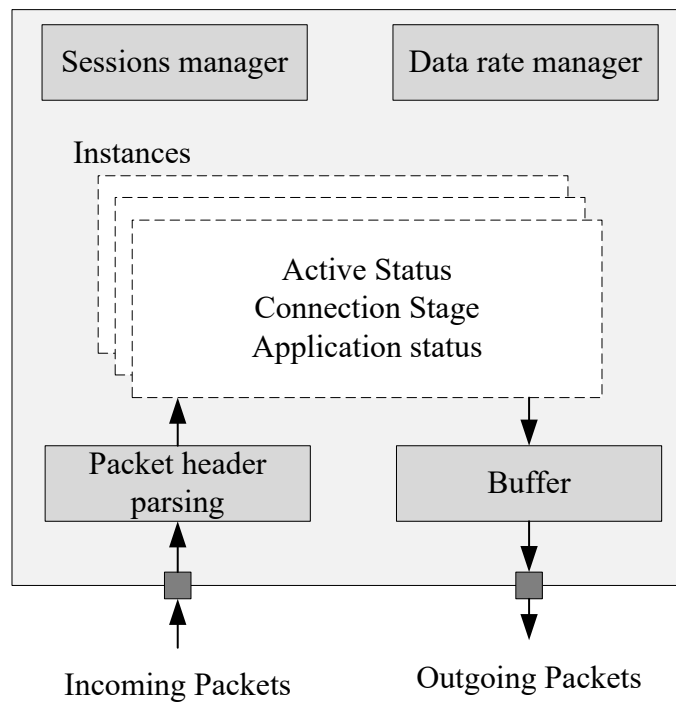 Sessions manager
Data rate manager
Instances
Active Status
Connection Stage
Application status
Packet header
parsing
Buffer
Incoming Packets
Outgoing Packets